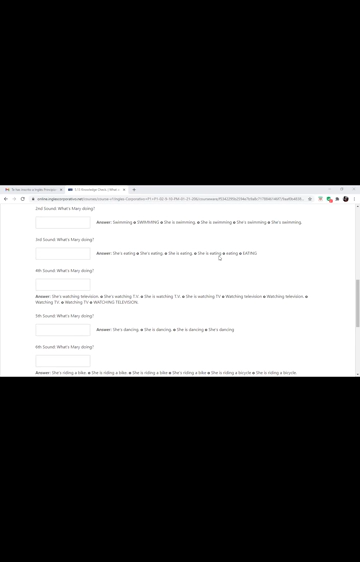 2nd Sound: What's Mary doing?
Answer: Swimming o SWIMMING o She is swimming. o She is swimming o She's swimming o She's swimming.
3rd Sound: What's Mary doing?
Answer: She's eating o She's eating. o She is eating. o She is eating o eating o EATING
4th Sound: What's Mary doing?
Answer: She's watching television. o She's watching T.V. o She is watching T.V. o She is watching TV o Watching television o Watching television. o
Watching TV. o Watching TV o WATCHING TELEVISION.
5th Sound: What's Mary doing?
Answer: She's dancing. o She is dancing. o She is dancing o She's dancing
6th Sound: What's Mary doing?
Answer: She's riding a bike. o She is riding a bike. o She is riding a bike o She's riding a bike o She is riding a bicycle o She is riding a bicycle.